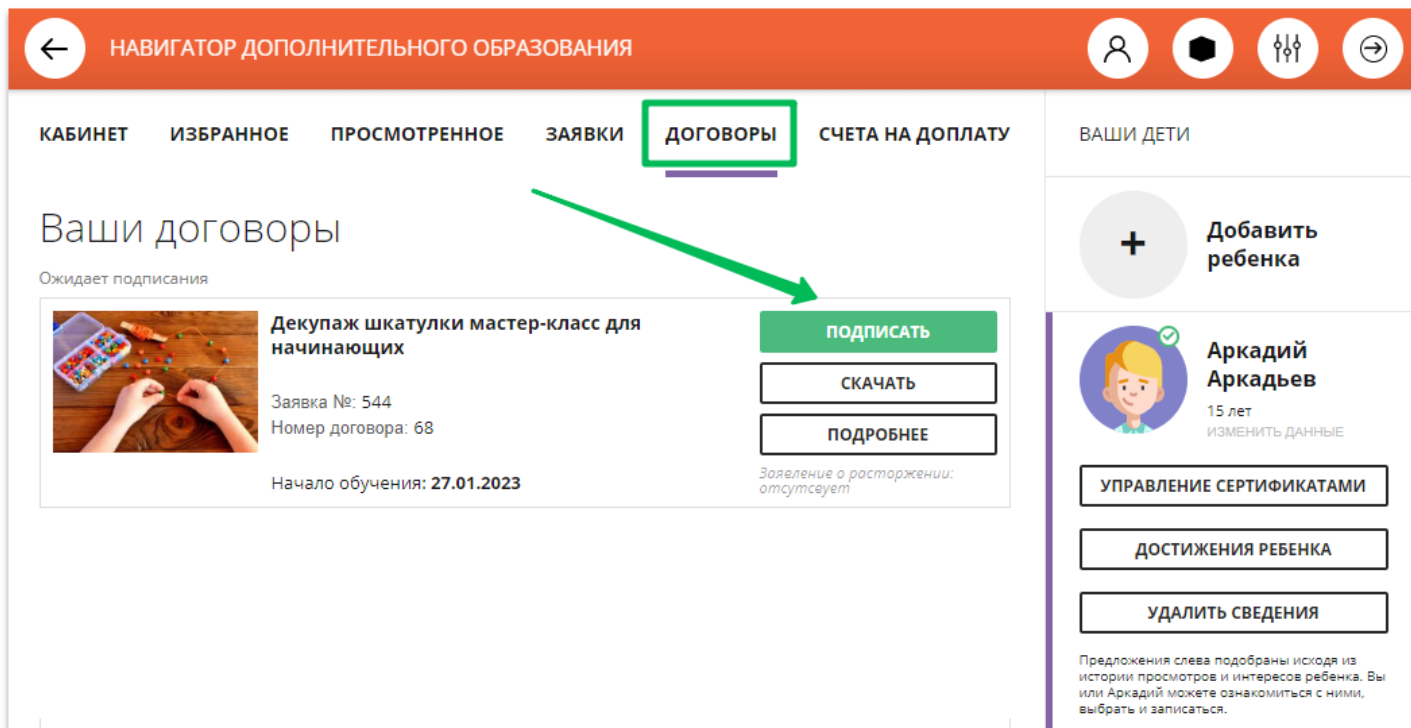 НАВИГАТОР ДОПОЛНИТЕЛЬНОГО ОБРАЗОВАНИЯ
КАБИНЕТ ИЗБРАННОЕ ПРОСМОТРЕННОЕ ЗАЯВКИ ДОГОВОРЫ СЧЕТА НА ДОПЛАТУ
Ваши договоры
Ожидает подписания
Декупаж шкатулки мастер-класс для
начинающих
Заявка №: 544
Номер договора: 68
Начало обучения: 27.01.2023
ПОДПИСАТЬ
СКАЧАТЬ
ПОДРОБНЕЕ
Заявление о расторжении:
отсутсвует
ВАШИ ДЕТИ
+ Добавить
ребенка
Аркадий
Аркадьев
15 лет
ИЗМЕНИТЬ ДАННЫЕ
УПРАВЛЕНИЕ СЕРТИФИКАТАМИ
ДОСТИЖЕНИЯ РЕБЕНКА
УДАЛИТЬ СВЕДЕНИЯ
Предложения слева подобраны исходя из
истории просмотров и интересов ребенка. Вы
или Аркадий можете ознакомиться с ними,
выбрать и записаться.